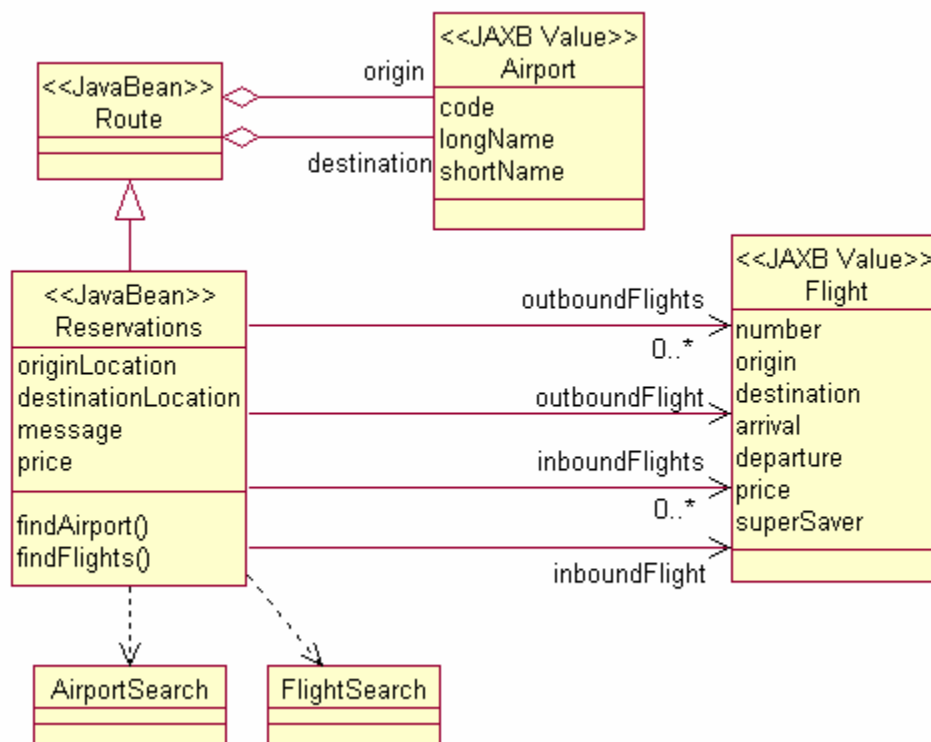 <<JavaBean>>
Route
origin
destination
<<JAXB Value>>
Airport
code
longName
shortName
<<JavaBean>>
Reservations
originLocation
destinationLocation
message
price
findAirport()
findFlights()
outboundFlights
0..*
outboundFlight
inboundFlights
0..*
inboundFlight
<<JAXB Value>>
Flight
number
origin
destination
arrival
departure
price
superSaver
AirportSearch
FlightSearch